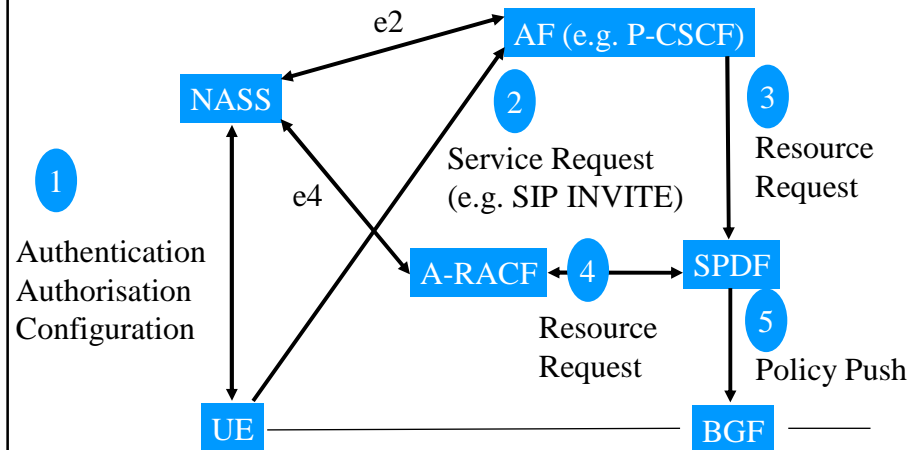 e2
AF (e.g. P-CSCF)
NASS
2
3
Service Request
(e.g. SIP INVITE)
Resource
Request
1
e4
Authentication
Authorisation
Configuration
A-RACF
4
SPDF
Resource
Request
5
Policy Push
UE
BGF